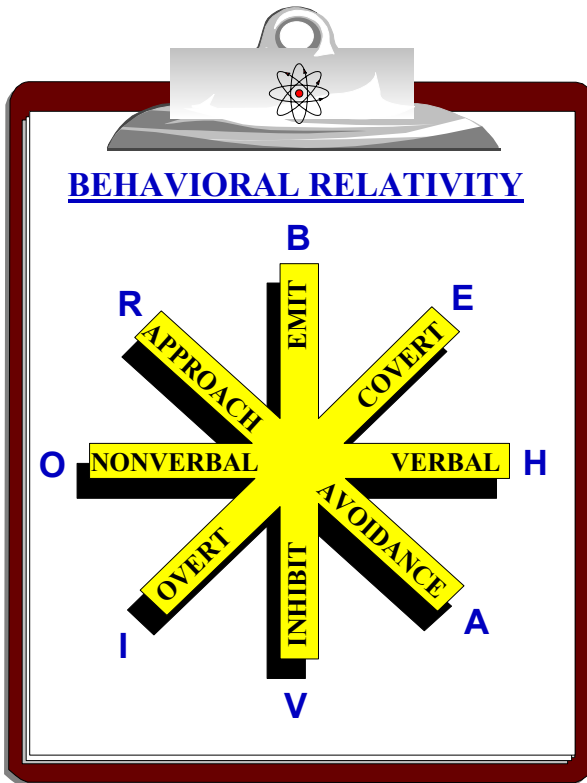 BEHAVIORAL RELATIVITY
B
EMIT
E
COVERT
H
VERBAL
A
AVOIDANCE
V
INHIBIT
I
OVERT
O
NONVERBAL
R
APPROACH